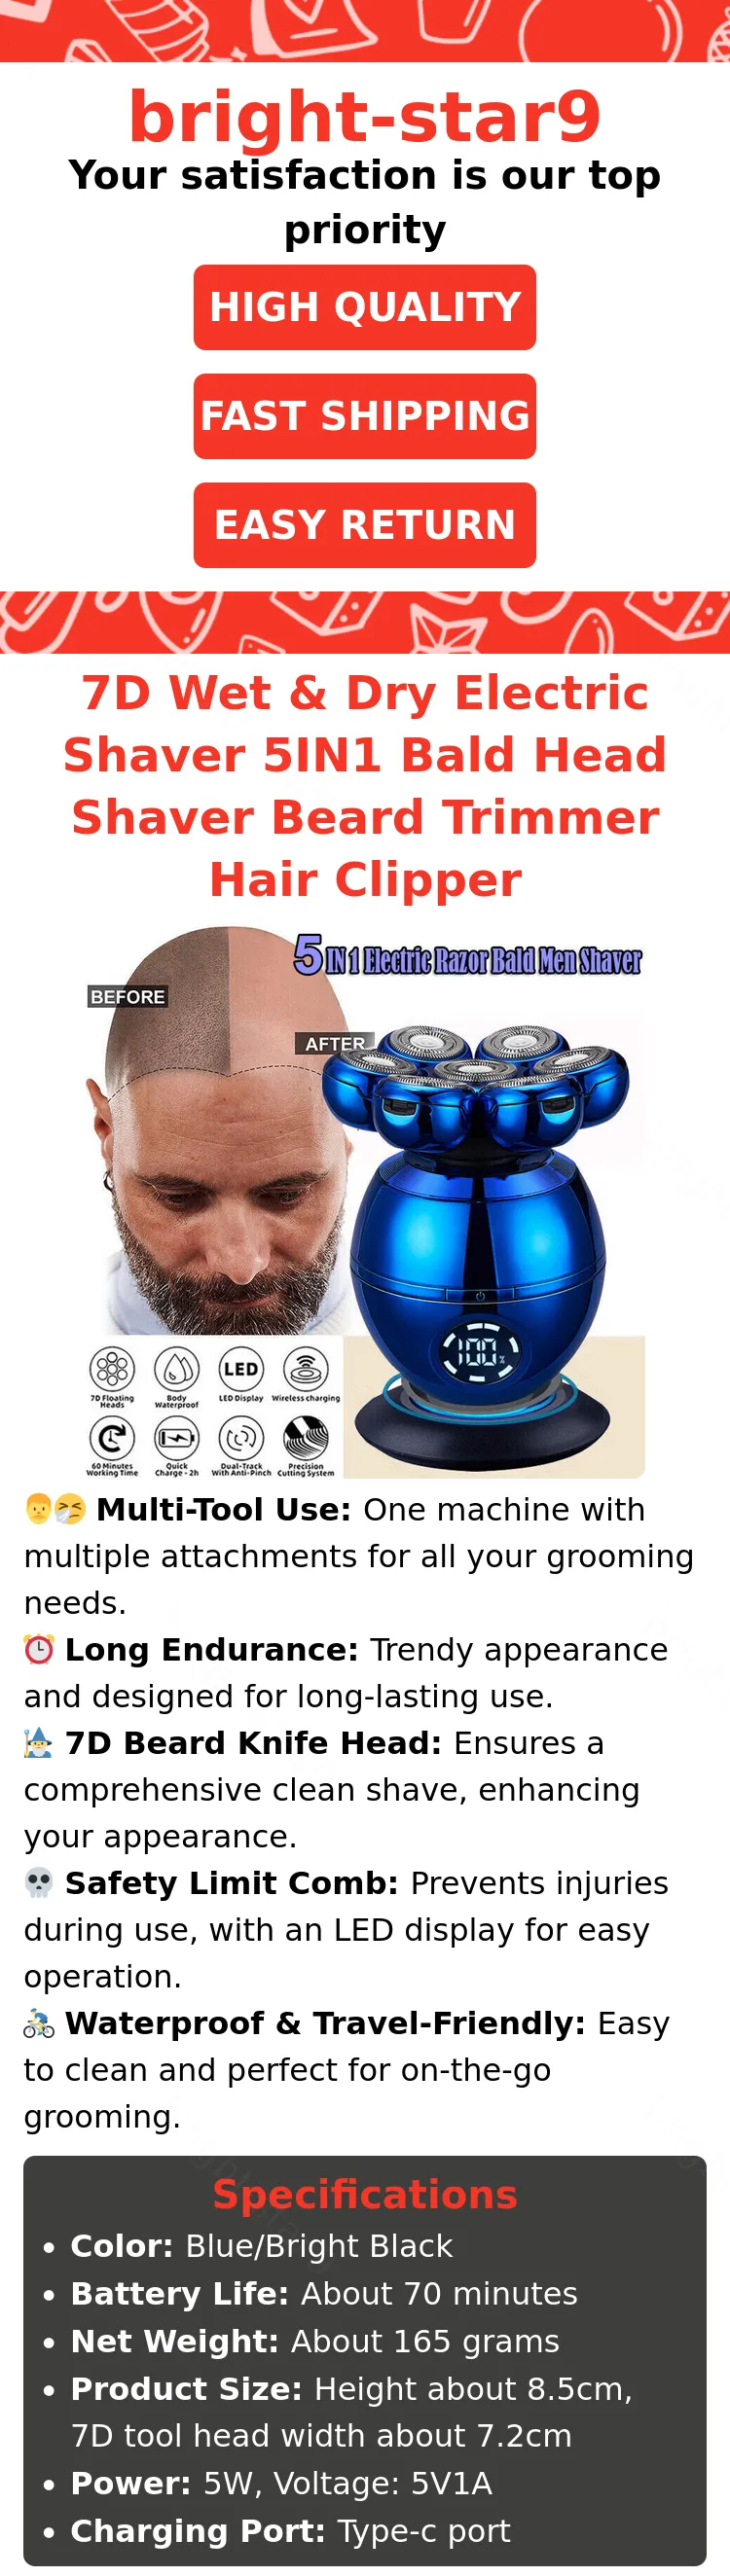 bright-star9
Your satisfaction is our top
priority
HIGH QUALITY
FAST SHIPPING
EASY RETURN
7D Wet & Dry Electric
Shaver 5IN1 Bald Head
Shaver Beard Trimmer
Hair Clipper
5 IN 1 Electric Razor Bald Men Shaver
BEFORE
AFTER
100%
LED
7D Floating Heads
Body Waterproof
LED Display
Wireless charging
60 Minutes Working Time
Quick Charge - 2h
Dual-Track With Anti-Pinch
Precision Cutting System
Multi-Tool Use: One machine with
multiple attachments for all your grooming
needs.
Long Endurance: Trendy appearance
and designed for long-lasting use.
7D Beard Knife Head: Ensures a
comprehensive clean shave, enhancing
your appearance.
Safety Limit Comb: Prevents injuries
during use, with an LED display for easy
operation.
Waterproof & Travel-Friendly: Easy
to clean and perfect for on-the-go
grooming.
Specifications
• Color: Blue/Bright Black
• Battery Life: About 70 minutes
• Net Weight: About 165 grams
• Product Size: Height about 8.5cm,
7D tool head width about 7.2cm
• Power: 5W, Voltage: 5V1A
• Charging Port: Type-c port